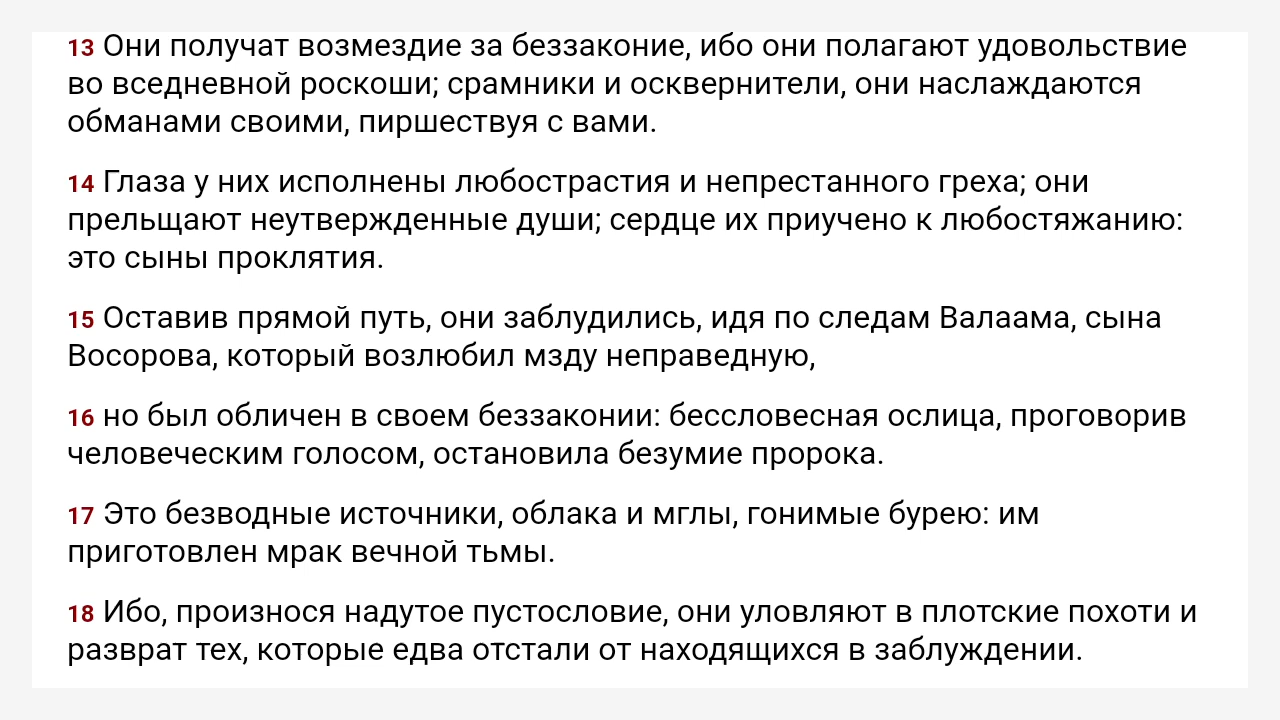 13 Они получат возмездие за беззаконие, ибо они полагают удовольствие
во вседневной роскоши; срамники и осквернители, они наслаждаются
обманами своими, пиршествуя с вами.
14 Глаза у них исполнены любострастия и непрестанного греха; они
прельщают неутвержденные души; сердце их приучено к любостяжанию:
это сыны проклятия.
15 Оставив прямой путь, они заблудились, идя по следам Валаама, сына
Восорова, который возлюбил мзду неправедную,
16 но был обличен в своем беззаконии: бессловесная ослица, проговорив
человеческим голосом, остановила безумие пророка.
17 Это безводные источники, облака и мглы, гонимые бурею: им
приготовлен мрак вечной тьмы.
18 Ибо, произнося надутое пустословие, они уловляют в плотские похоти и
разврат тех, которые едва отстали от находящихся в заблуждении.